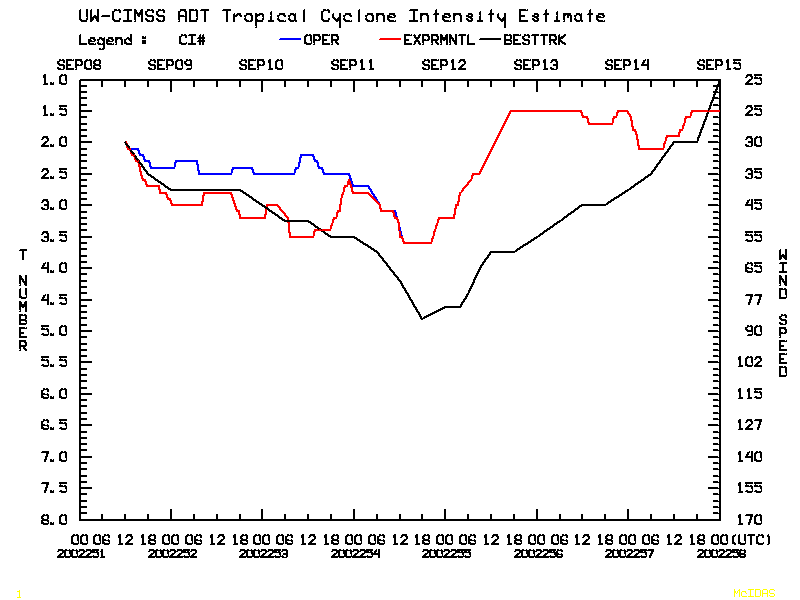 UW-CIMSS ADT Tropical Cyclone Intensity Estimate
Legend : CI# OPER EXPRMNTL BESTTRK
SEP08 SEP09 SEP10 SEP11 SEP12 SEP13 SEP14 SEP15
1.0 25
1.5 25
2.0 30
2.5 35
3.0 45
3.5 55
4.0 65
4.5 77
5.0 90
5.5 102
6.0 115
6.5 127
7.0 140
7.5 155
8.0 170
T NUMBER
WIND SPEED
00 06 12 18 00 06 12 18 00 06 12 18 00 06 12 18 00 06 12 18 00 06 12 18 00 06 12 18 00 (UTC)
2002251 2002252 2002253 2002254 2002255 2002256 2002257 2002258
1 McIDAS